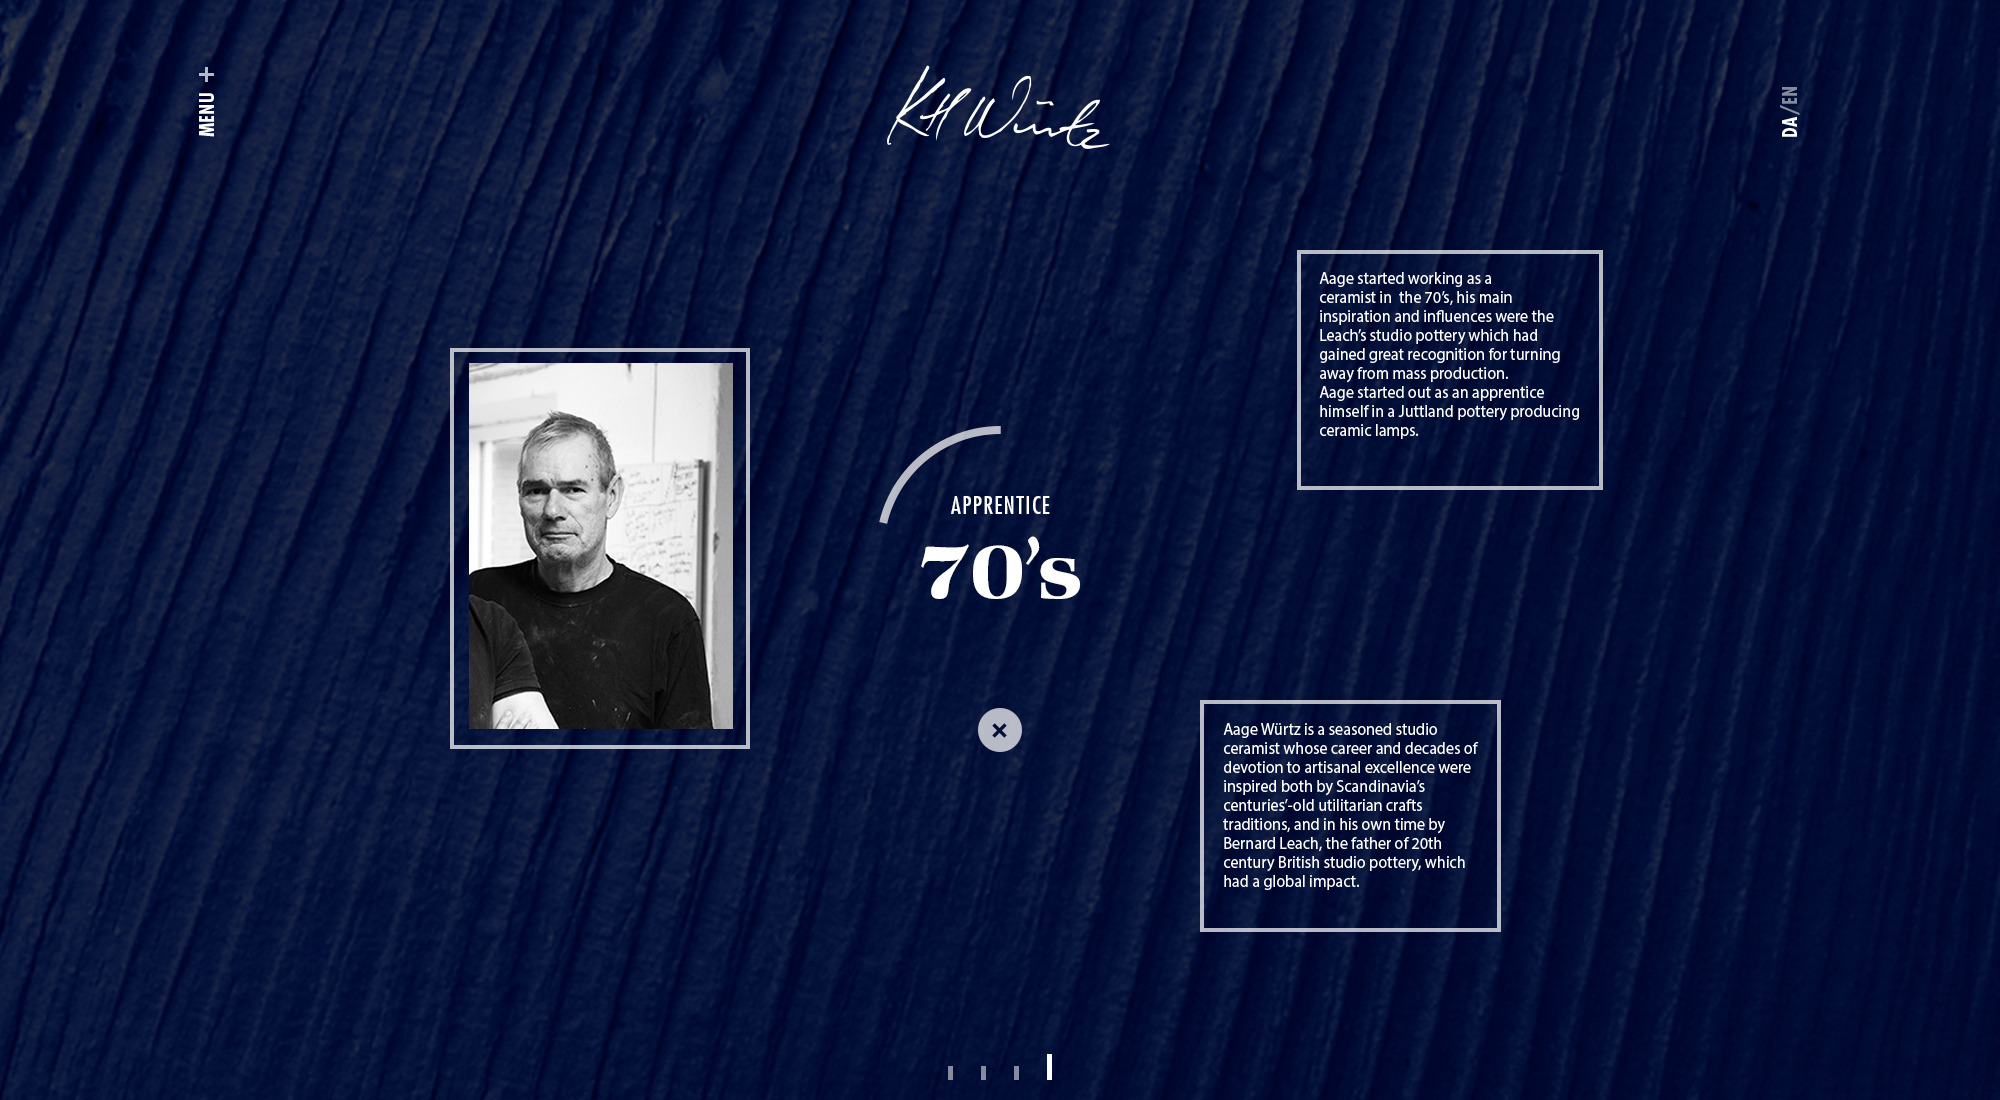 MENU +
KH Würtz
DA/EN
Aage started working as a
ceramist in  the 70's, his main
inspiration and influences were the
Leach's studio pottery which had
gained great recognition for turning
away from mass production.
Aage started out as an apprentice
himself in a Juttland pottery producing
ceramic lamps.
APPRENTICE
70's
Aage Würtz is a seasoned studio
ceramist whose career and decades of
devotion to artisanal excellence were
inspired both by Scandinavia's
centuries'-old utilitarian crafts
traditions, and in his own time by
Bernard Leach, the father of 20th
century British studio pottery, which
had a global impact.